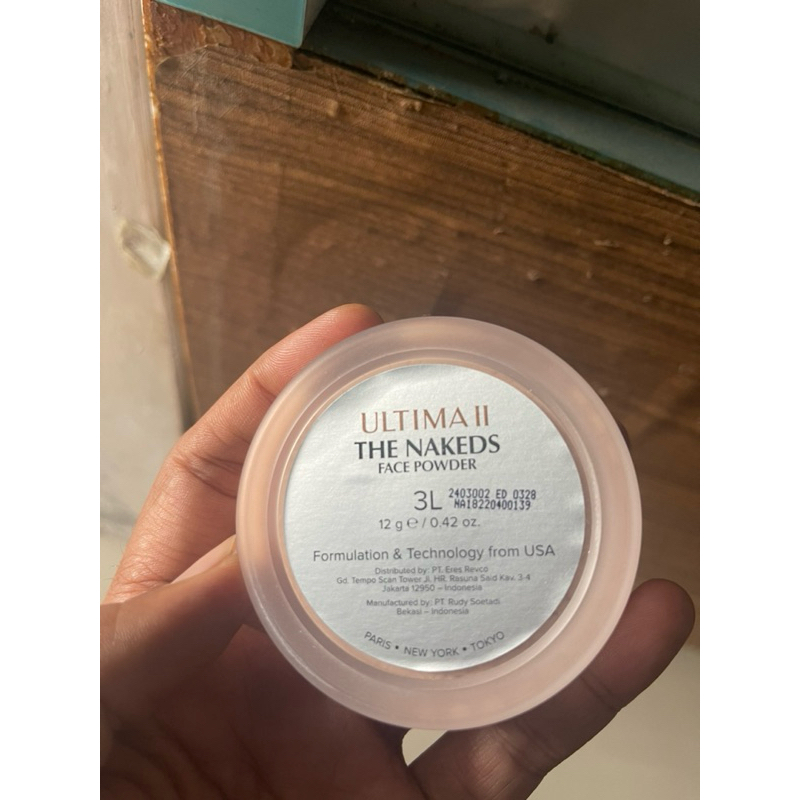 ULTIMA II
THE NAKEDS
FACE POWDER
3L 2403002 ED 0328
NA18220400139
12 g ℮ / 0.42 oz.
Formulation & Technology from USA
Distributed by: PT. Eres Revco
Gd. Tempo Scan Tower Jl. HR. Rasuna Said Kav. 3-4
Jakarta 12950 – Indonesia
Manufactured by: PT. Rudy Soetadi
Bekasi – Indonesia
PARIS • NEW YORK • TOKYO